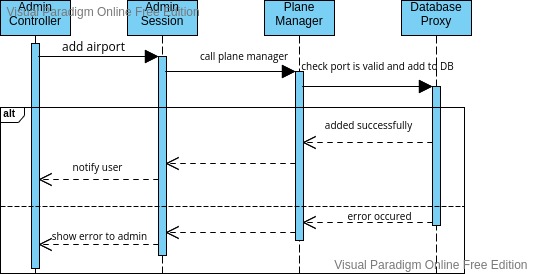 Visual Paradigm Online Free Edition
Admin
Controller
Admin
Session
Plane
Manager
Database
Proxy
add airport
call plane manager
check port is valid and add to DB
alt
added successfully
notify user
error occured
show error to admin
Visual Paradigm Online Free Edition